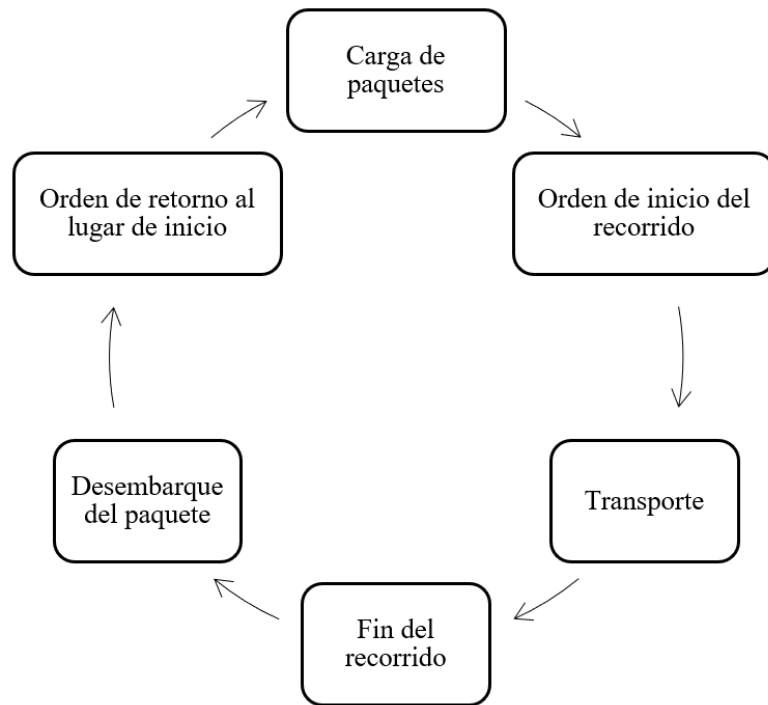 Carga de
paquetes
Orden de inicio del
recorrido
Transporte
Fin del
recorrido
Desembarque
del paquete
Orden de retorno al
lugar de inicio